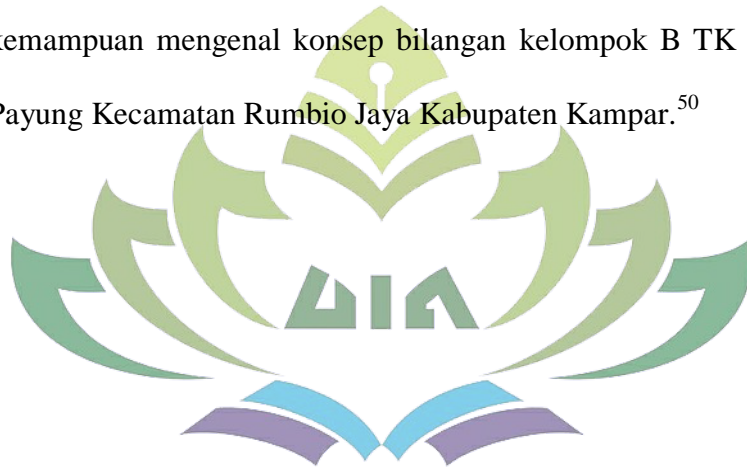 kemampuan mengenal konsep bilangan kelompok B TK
Payung Kecamatan Rumbio Jaya Kabupaten Kampar.50
UIN